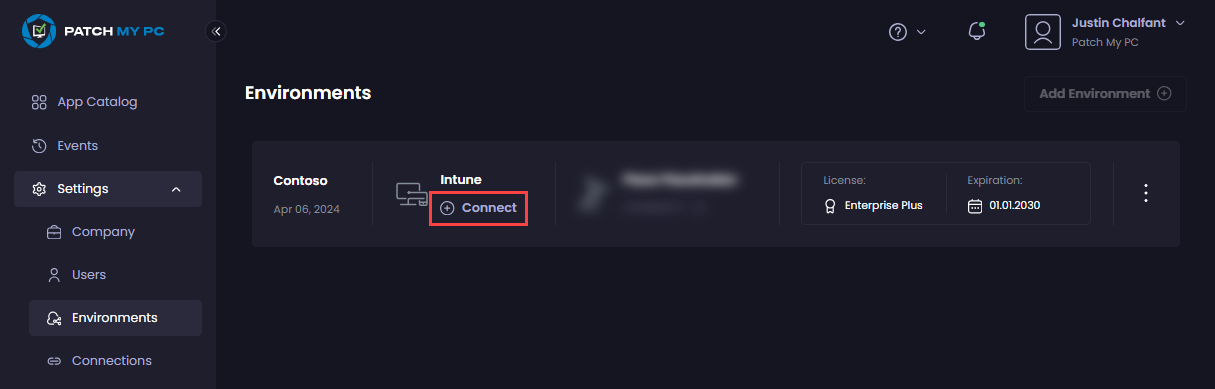 PATCH MY PC
Justin Chalfant
Patch My PC
App Catalog
Events
Settings
Company
Users
Environments
Connections
Environments
Add Environment
Contoso
Apr 06, 2024
Intune
Connect
License:
Enterprise Plus
Expiration:
01.01.2030